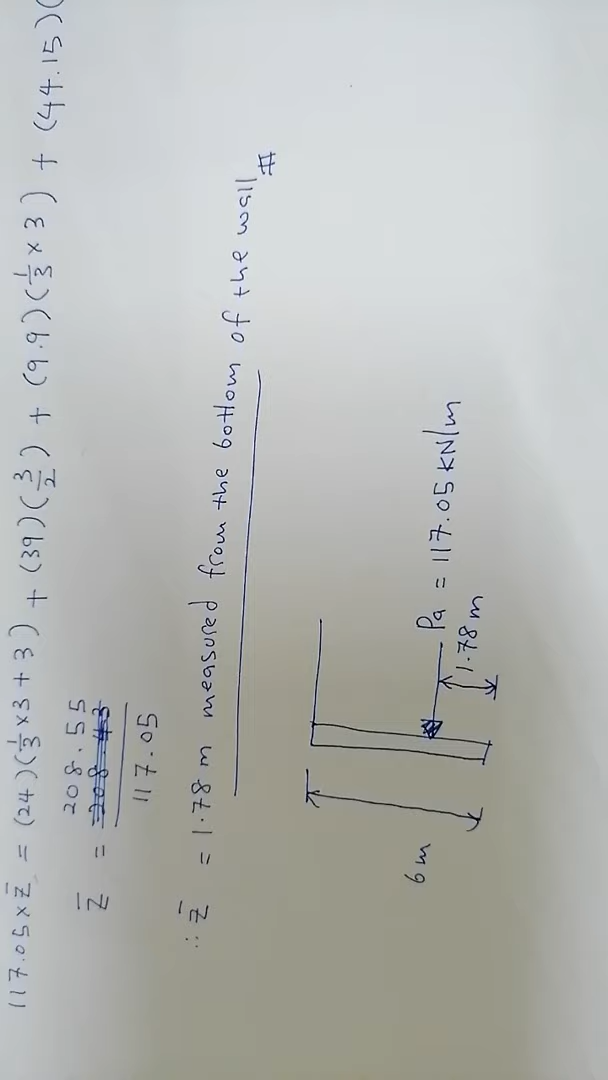 117.05 x z̄ = (24)(1/3 x 3 + 3) + (39)(3/2) + (9.9)(1/3 x 3) + (44.15)(
z̄ = 208.55
117.05
∴ z̄ = 1.78 m measured from the bottom of the wall #
6m
Pa = 117.05 KN/m
1.78 m